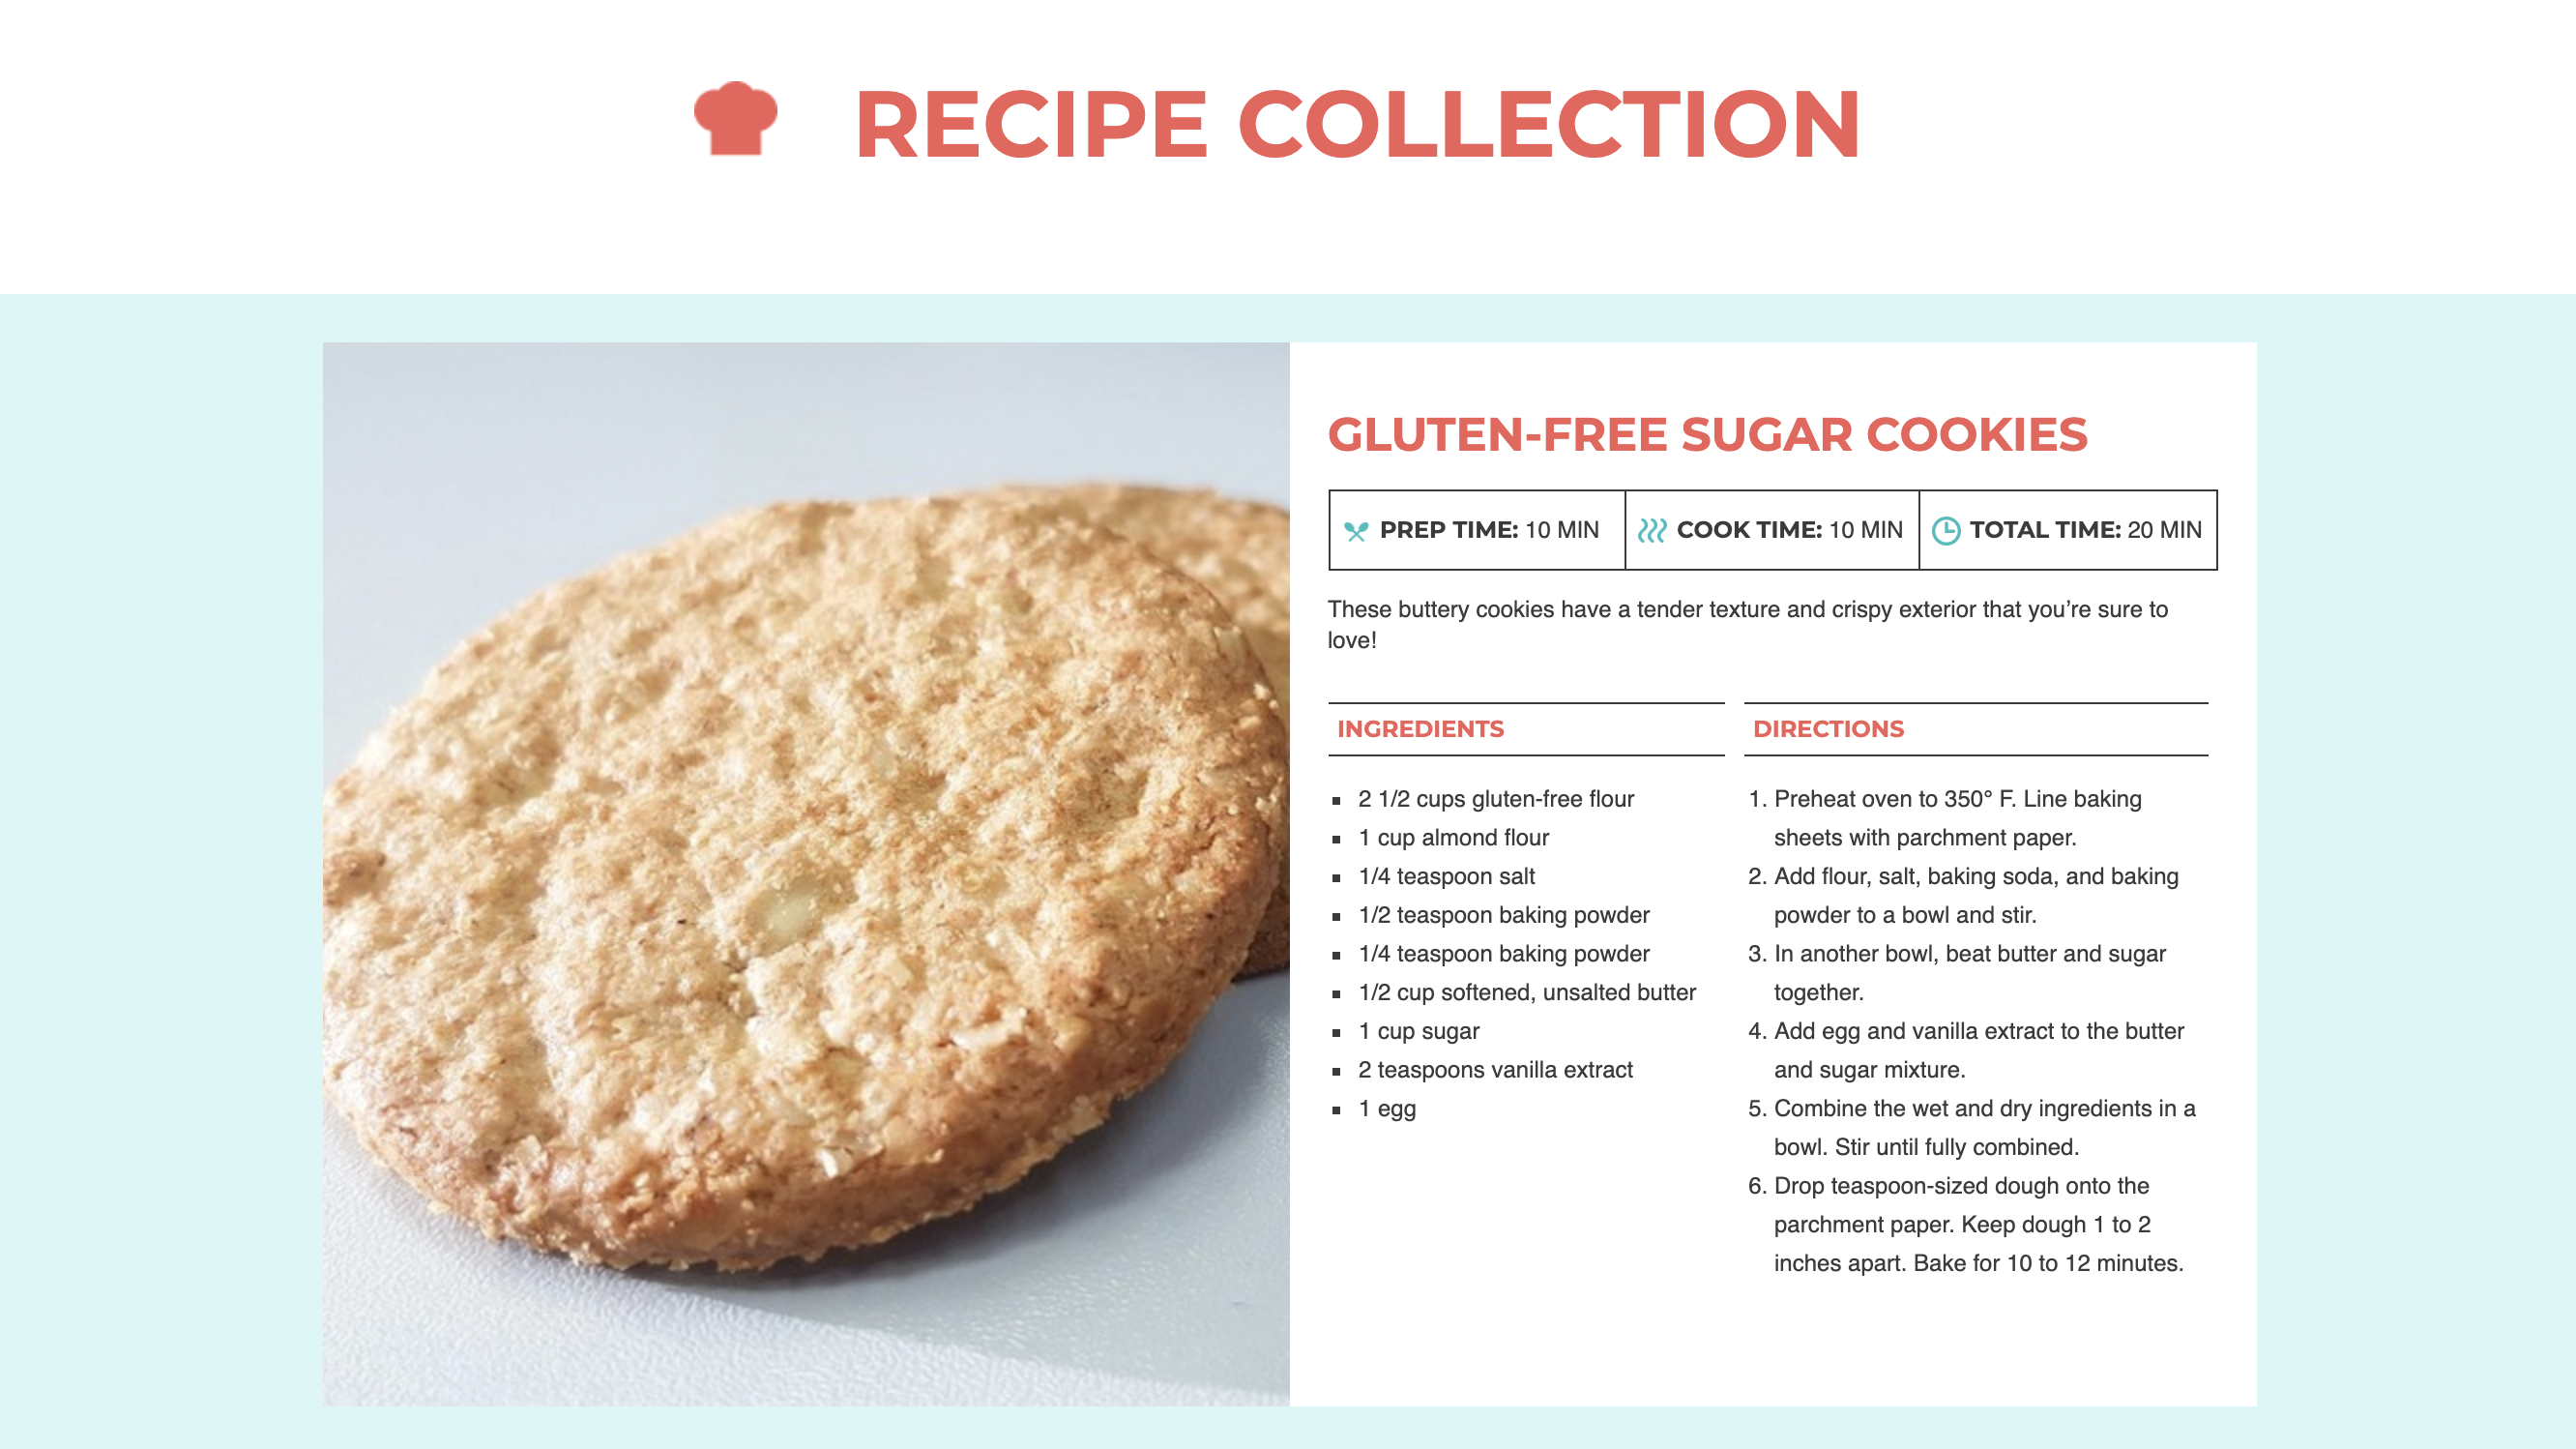 RECIPE COLLECTION
GLUTEN-FREE SUGAR COOKIES
PREP TIME: 10 MIN
COOK TIME: 10 MIN
TOTAL TIME: 20 MIN
These buttery cookies have a tender texture and crispy exterior that you’re sure to
love!
INGREDIENTS
2 1/2 cups gluten-free flour
1 cup almond flour
1/4 teaspoon salt
1/2 teaspoon baking powder
1/4 teaspoon baking powder
1/2 cup softened, unsalted butter
1 cup sugar
2 teaspoons vanilla extract
1 egg
DIRECTIONS
1. Preheat oven to 350° F. Line baking
sheets with parchment paper.
2. Add flour, salt, baking soda, and baking
powder to a bowl and stir.
3. In another bowl, beat butter and sugar
together.
4. Add egg and vanilla extract to the butter
and sugar mixture.
5. Combine the wet and dry ingredients in a
bowl. Stir until fully combined.
6. Drop teaspoon-sized dough onto the
parchment paper. Keep dough 1 to 2
inches apart. Bake for 10 to 12 minutes.